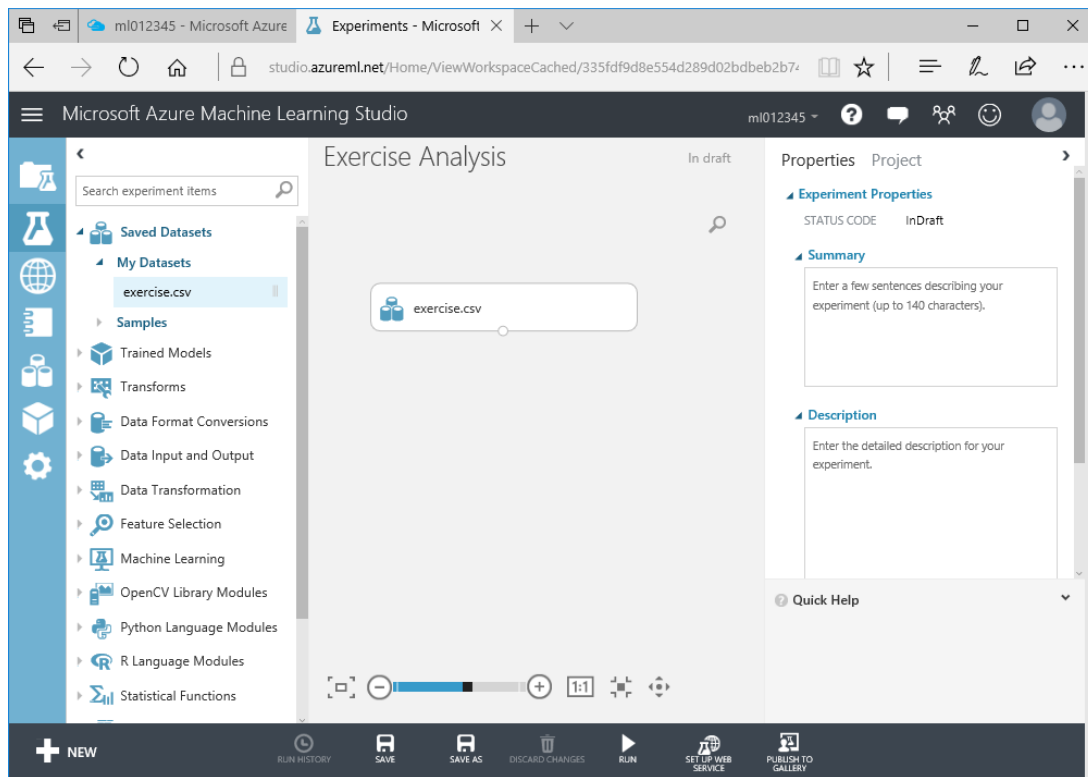 ml012345 - Microsoft Azure
Experiments - Microsoft
studio.azureml.net/Home/ViewWorkspaceCached/335fdf9d8e554d289d02bdbeb2b74
Microsoft Azure Machine Learning Studio
ml012345
Search experiment items
Saved Datasets
My Datasets
exercise.csv
Samples
Trained Models
Transforms
Data Format Conversions
Data Input and Output
Data Transformation
Feature Selection
Machine Learning
OpenCV Library Modules
Python Language Modules
R Language Modules
Statistical Functions
Exercise Analysis
In draft
exercise.csv
1:1
Properties Project
Experiment Properties
STATUS CODE InDraft
Summary
Enter a few sentences describing your
experiment (up to 140 characters).
Description
Enter the detailed description for your
experiment.
Quick Help
NEW
RUN HISTORY
SAVE
SAVE AS
DISCARD CHANGES
RUN
SET UP WEB
SERVICE
PUBLISH TO
GALLERY